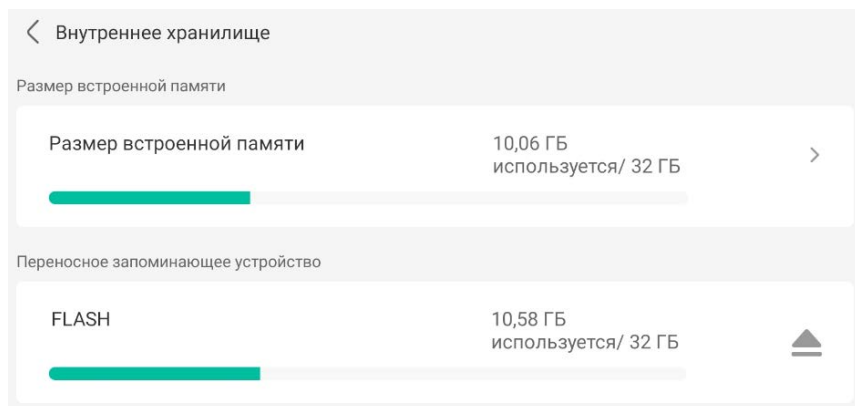 Внутреннее хранилище
Размер встроенной памяти
Размер встроенной памяти
10,06 ГБ
используется/ 32 ГБ
Переносное запоминающее устройство
FLASH
10,58 ГБ
используется/ 32 ГБ